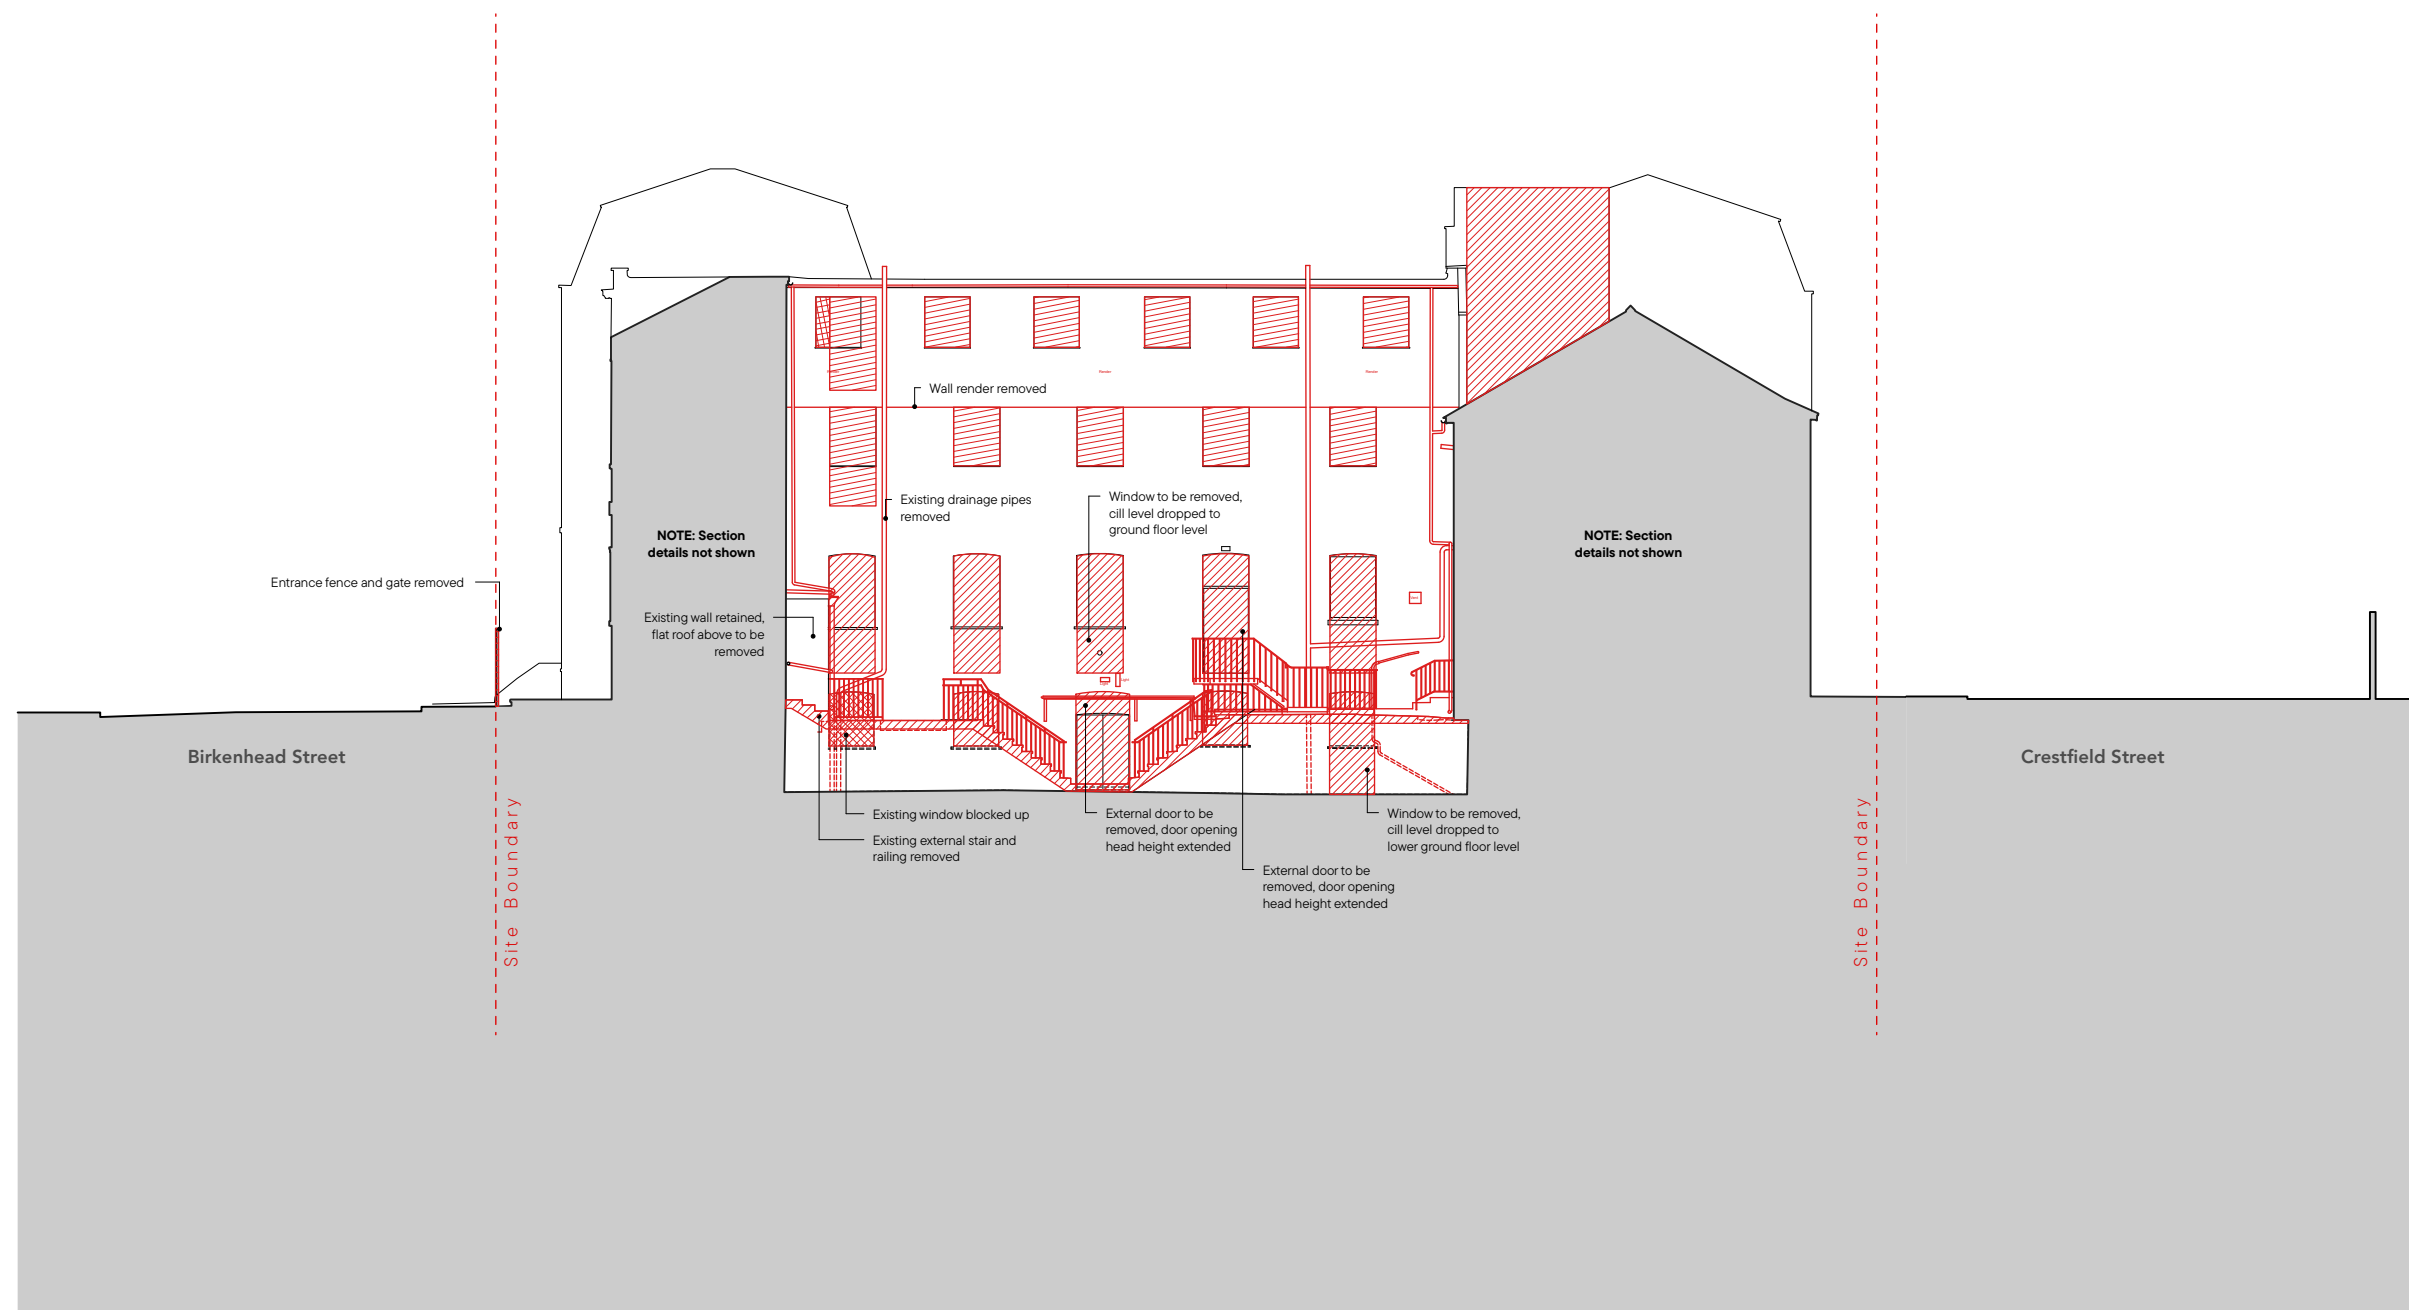 Render
Render
Render
Wall render removed
Existing drainage pipes
removed
Window to be removed,
cill level dropped to
ground floor level
NOTE: Section
details not shown
NOTE: Section
details not shown
Entrance fence and gate removed
Existing wall retained,
flat roof above to be
removed
Birkenhead Street
Crestfield Street
Site Boundary
Site Boundary
Existing window blocked up
Existing external stair and
railing removed
External door to be
removed, door opening
head height extended
External door to be
removed, door opening
head height extended
Window to be removed,
cill level dropped to
lower ground floor level